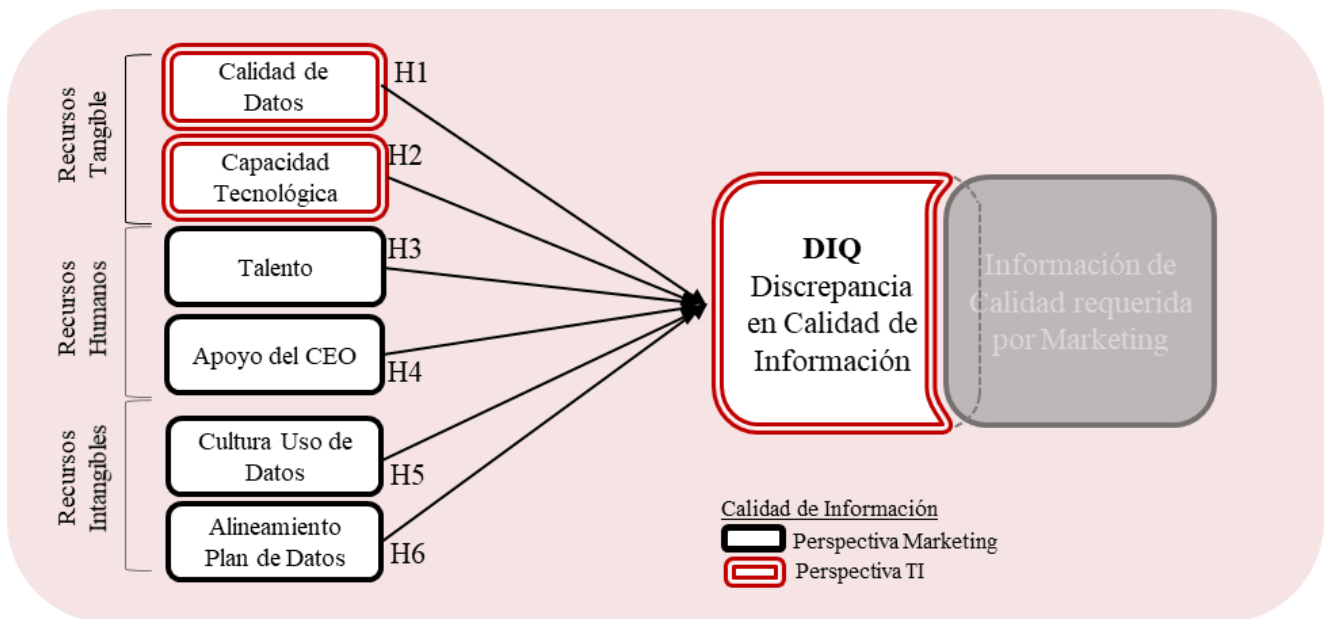 Recursos
Tangible
Calidad de
Datos
H1
Capacidad
Tecnológica
H2
Recursos
Humanos
Talento
H3
Apoyo del CEO
H4
Recursos
Intangibles
Cultura Uso de
Datos
H5
Alineamiento
Plan de Datos
H6
DIQ
Discrepancia
en Calidad de
Información
Información de
Calidad requerida
por Marketing
Calidad de Información
Perspectiva Marketing
Perspectiva TI